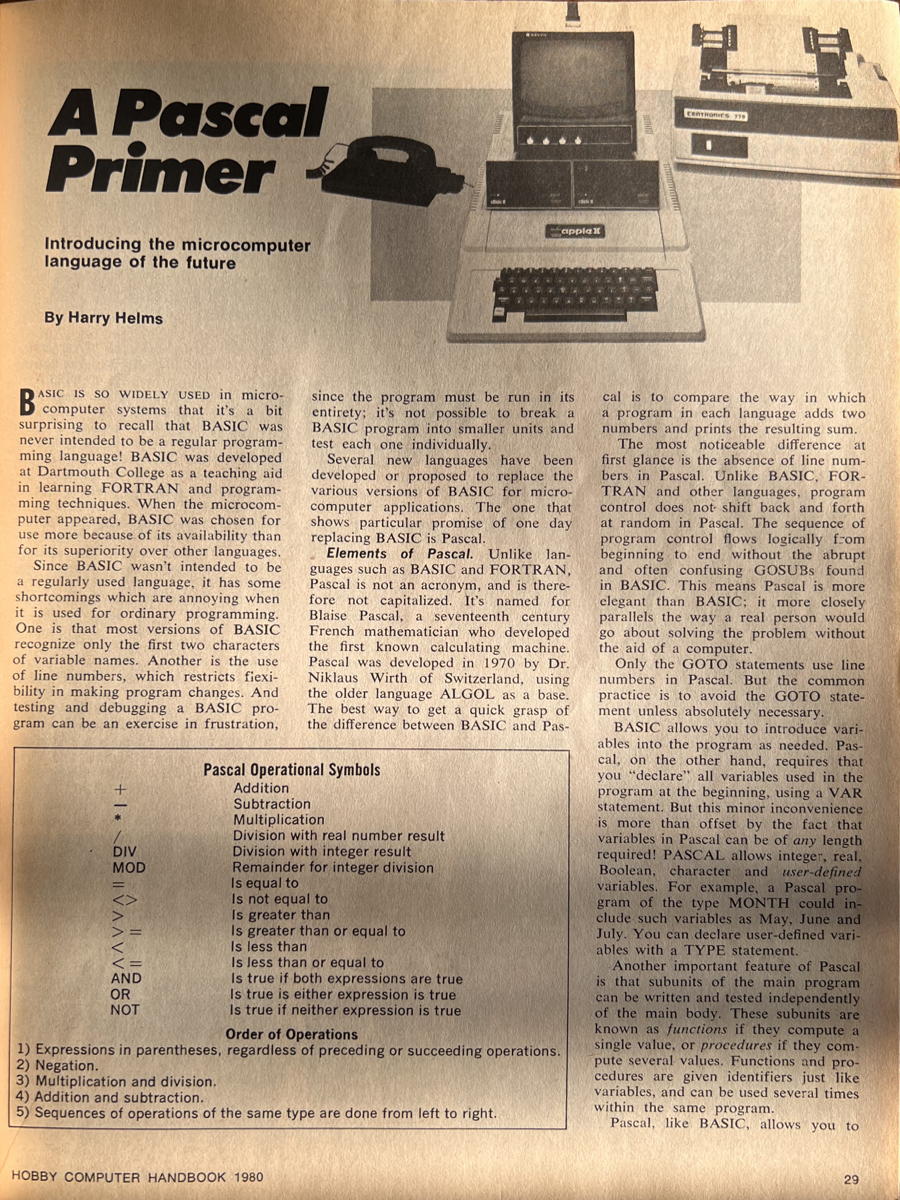 A Pascal
Primer
Introducing the microcomputer
language of the future
By Harry Helms
CENTRONICS 779
disk II
disk II
apple II
BASIC IS SO WIDELY USED in micro-
computer systems that it's a bit
surprising to recall that BASIC was
never intended to be a regular program-
ming language! BASIC was developed
at Dartmouth College as a teaching aid
in learning FORTRAN and program-
ming techniques. When the microcom-
puter appeared, BASIC was chosen for
use more because of its availability than
for its superiority over other languages.
Since BASIC wasn't intended to be
a regularly used language, it has some
shortcomings which are annoying when
it is used for ordinary programming.
One is that most versions of BASIC
recognize only the first two characters
of variable names. Another is the use
of line numbers, which restricts flexi-
bility in making program changes. And
testing and debugging a BASIC pro-
gram can be an exercise in frustration,
since the program must be run in its
entirety; it's not possible to break a
BASIC program into smaller units and
test each one individually.
Several new languages have been
developed or proposed to replace the
various versions of BASIC for micro-
computer applications. The one that
shows particular promise of one day
replacing BASIC is Pascal.
Elements of Pascal. Unlike lan-
guages such as BASIC and FORTRAN,
Pascal is not an acronym, and is there-
fore not capitalized. It's named for
Blaise Pascal, a seventeenth century
French mathematician who developed
the first known calculating machine.
Pascal was developed in 1970 by Dr.
Niklaus Wirth of Switzerland, using
the older language ALGOL as a base.
The best way to get a quick grasp of
the difference between BASIC and Pas-
cal is to compare the way in which
a program in each language adds two
numbers and prints the resulting sum.
The most noticeable difference at
first glance is the absence of line num-
bers in Pascal. Unlike BASIC, FOR-
TRAN and other languages, program
control does not shift back and forth
at random in Pascal. The sequence of
program control flows logically from
beginning to end without the abrupt
and often confusing GOSUBs found
in BASIC. This means Pascal is more
elegant than BASIC; it more closely
parallels the way a real person would
go about solving the problem without
the aid of a computer.
Only the GOTO statements use line
numbers in Pascal. But the common
practice is to avoid the GOTO state-
ment unless absolutely necessary.
BASIC allows you to introduce vari-
ables into the program as needed. Pas-
cal, on the other hand, requires that
you "declare" all variables used in the
program at the beginning, using a VAR
statement. But this minor inconvenience
is more than offset by the fact that
variables in Pascal can be of any length
required! PASCAL allows integer, real,
Boolean, character and user-defined
variables. For example, a Pascal pro-
gram of the type MONTH could in-
clude such variables as May, June and
July. You can declare user-defined vari-
ables with a TYPE statement.
Another important feature of Pascal
is that subunits of the main program
can be written and tested independently
of the main body. These subunits are
known as functions if they compute a
single value, or procedures if they com-
pute several values. Functions and pro-
cedures are given identifiers just like
variables, and can be used several times
within the same program.
Pascal, like BASIC, allows you to
Pascal Operational Symbols
+ Addition
— Subtraction
* Multiplication
/ Division with real number result
DIV Division with integer result
MOD Remainder for integer division
= Is equal to
<> Is not equal to
> Is greater than
>= Is greater than or equal to
< Is less than
<= Is less than or equal to
AND Is true if both expressions are true
OR Is true is either expression is true
NOT Is true if neither expression is true
Order of Operations
1) Expressions in parentheses, regardless of preceding or succeeding operations.
2) Negation.
3) Multiplication and division.
4) Addition and subtraction.
5) Sequences of operations of the same type are done from left to right.
HOBBY COMPUTER HANDBOOK 1980
29